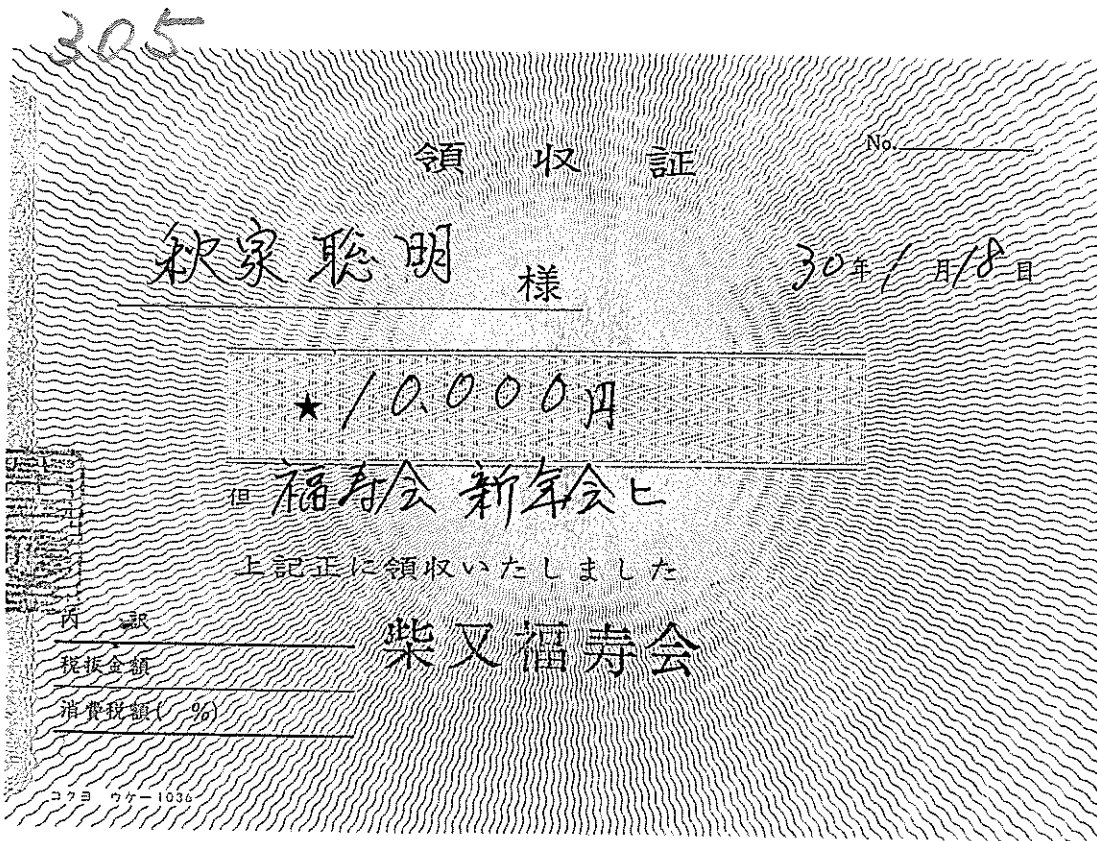 305
領収証
No.
秋家聡明 様
30年1月18日
★10,000円
但 福寿会 新年会ヒ
上記正に領収いたしました
柴又福寿会
内訳
税抜金額
消費税額( %)
コクヨ ウケ-1036